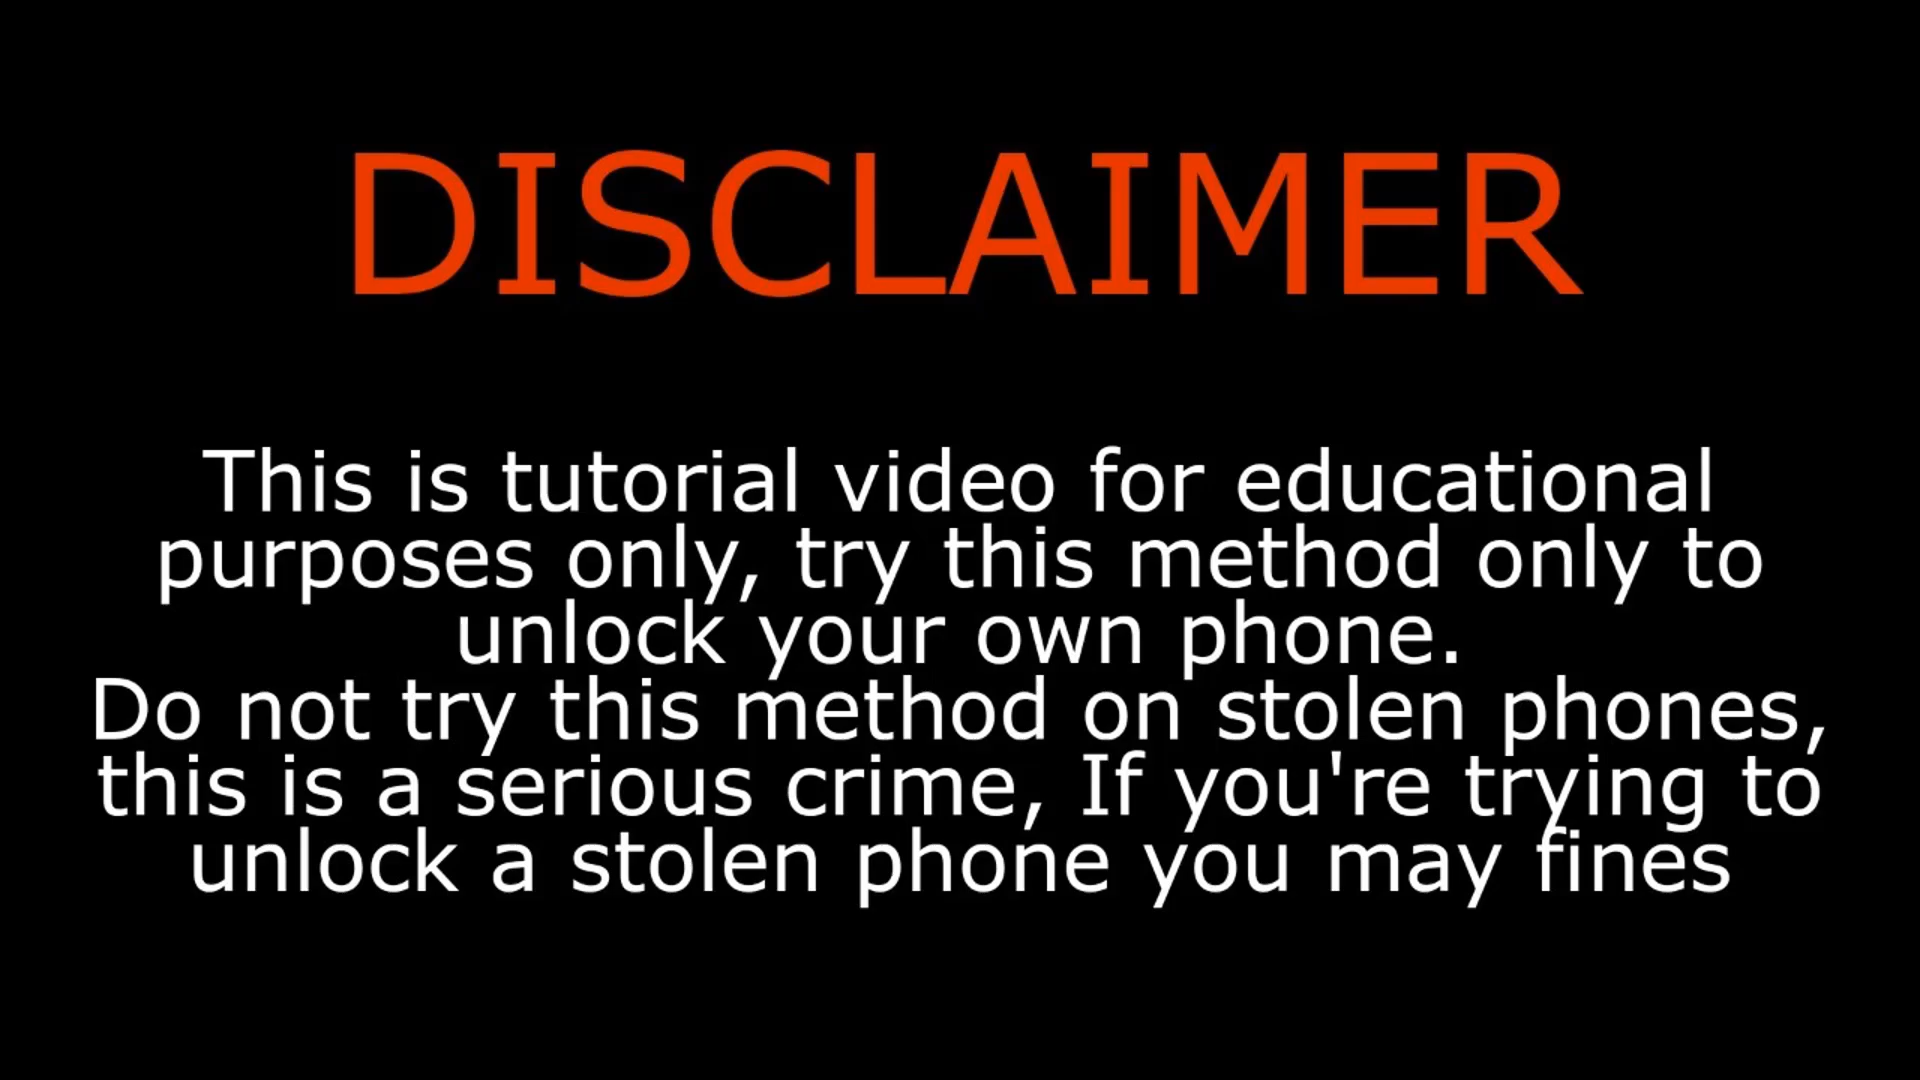 DISCLAIMER
This is tutorial video for educational
purposes only, try this method only to
unlock your own phone.
Do not try this method on stolen phones,
this is a serious crime, If you're trying to
unlock a stolen phone you may fines